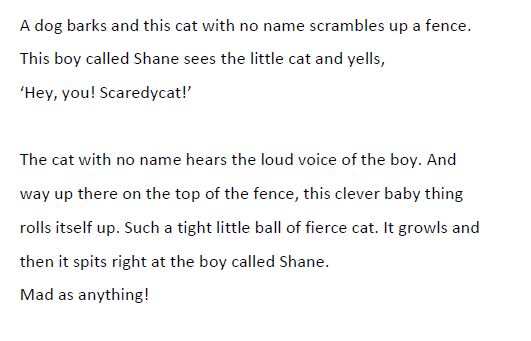 A dog barks and this cat with no name scrambles up a fence.
This boy called Shane sees the little cat and yells,
‘Hey, you! Scaredycat!’
The cat with no name hears the loud voice of the boy. And
way up there on the top of the fence, this clever baby thing
rolls itself up. Such a tight little ball of fierce cat. It growls and
then it spits right at the boy called Shane.
Mad as anything!